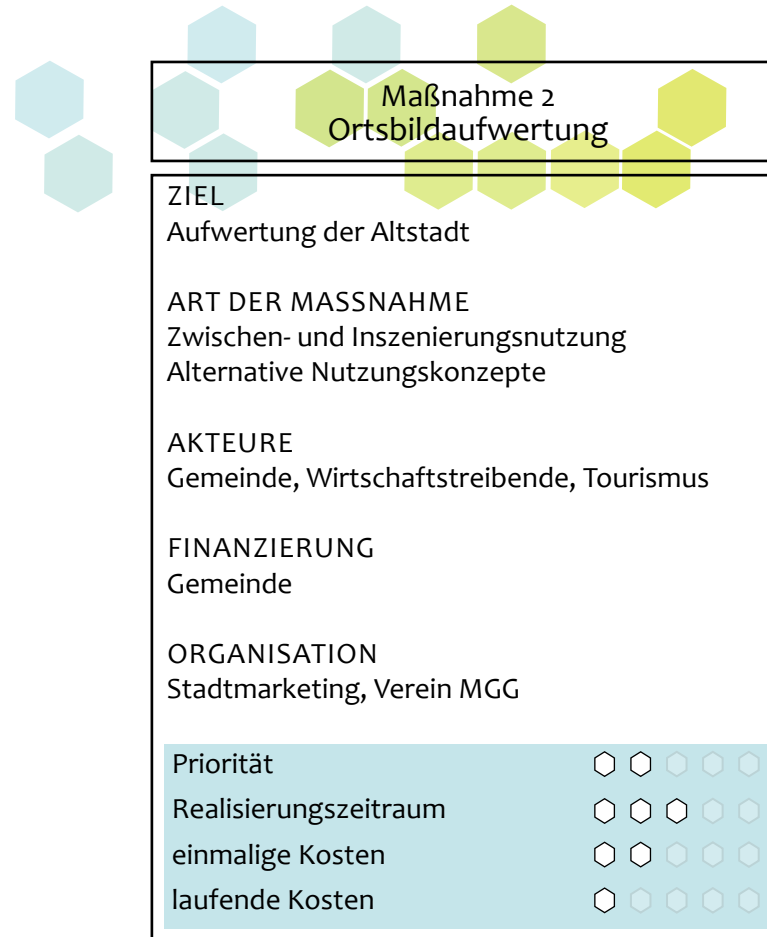 Maßnahme 2
Ortsbildaufwertung
ZIEL
Aufwertung der Altstadt
ART DER MASSNAHME
Zwischen- und Inszenierungsnutzung
Alternative Nutzungskonzepte
AKTEURE
Gemeinde, Wirtschaftstreibende, Tourismus
FINANZIERUNG
Gemeinde
ORGANISATION
Stadtmarketing, Verein MGG
Priorität
Realisierungszeitraum
einmalige Kosten
laufende Kosten